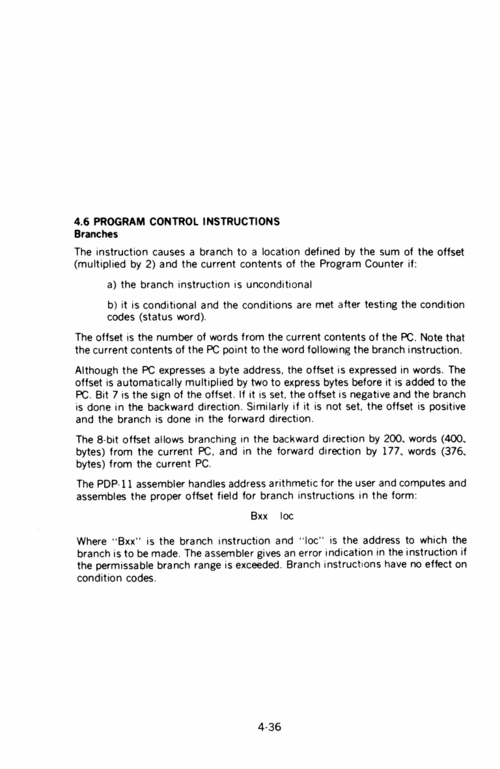 4.6 PROGRAM CONTROL INSTRUCTIONS
Branches
The instruction causes a branch to a location defined by the sum of the offset
(multiplied by 2) and the current contents of the Program Counter if:
a) the branch instruction is unconditional
b) it is conditional and the conditions are met after testing the condition
codes (status word).
The offset is the number of words from the current contents of the PC. Note that
the current contents of the PC point to the word following the branch instruction.
Although the PC expresses a byte address, the offset is expressed in words. The
offset is automatically multiplied by two to express bytes before it is added to the
PC. Bit 7 is the sign of the offset. If it is set, the offset is negative and the branch
is done in the backward direction. Similarly if it is not set, the offset is positive
and the branch is done in the forward direction.
The 8-bit offset allows branching in the backward direction by 200. words (400.
bytes) from the current PC, and in the forward direction by 177. words (376.
bytes) from the current PC.
The PDP-11 assembler handles address arithmetic for the user and computes and
assembles the proper offset field for branch instructions in the form:
Bxx loc
Where "Bxx" is the branch instruction and "loc" is the address to which the
branch is to be made. The assembler gives an error indication in the instruction if
the permissable branch range is exceeded. Branch instructions have no effect on
condition codes.
4-36